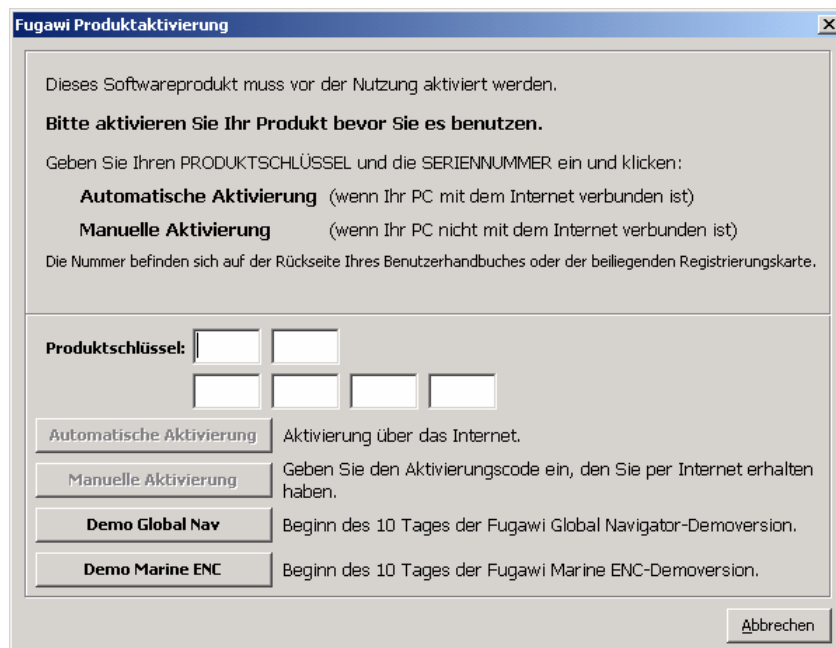 Fugawi Produktaktivierung
Dieses Softwareprodukt muss vor der Nutzung aktiviert werden.
Bitte aktivieren Sie Ihr Produkt bevor Sie es benutzen.
Geben Sie Ihren PRODUKTSCHLÜSSEL und die SERIENNUMMER ein und klicken:
Automatische Aktivierung (wenn Ihr PC mit dem Internet verbunden ist)
Manuelle Aktivierung (wenn Ihr PC nicht mit dem Internet verbunden ist)
Die Nummer befinden sich auf der Rückseite Ihres Benutzerhandbuches oder der beiliegenden Registrierungskarte.
Produktschlüssel:
Automatische Aktivierung Aktivierung über das Internet.
Manuelle Aktivierung Geben Sie den Aktivierungscode ein, den Sie per Internet erhalten
haben.
Demo Global Nav Beginn des 10 Tages der Fugawi Global Navigator-Demoversion.
Demo Marine ENC Beginn des 10 Tages der Fugawi Marine ENC-Demoversion.
Abbrechen